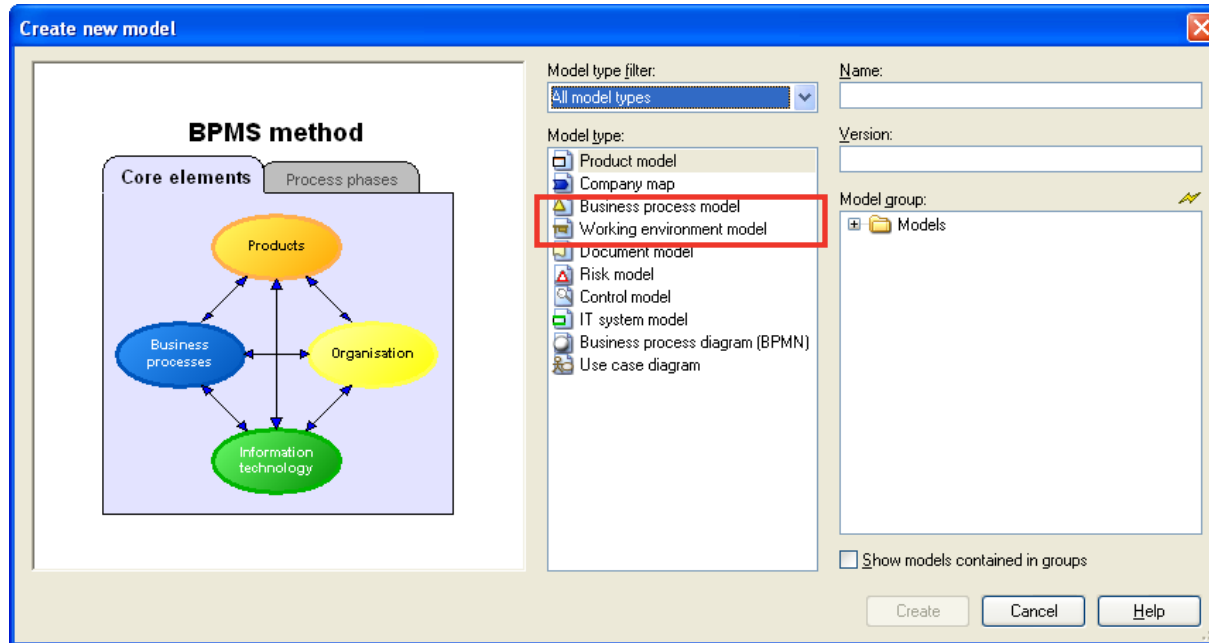 Create new model
BPMS method
Core elements
Process phases
Products
Business
processes
Organisation
Information
technology
Model type filter:
All model types
Model type:
Product model
Company map
Business process model
Working environment model
Document model
Risk model
Control model
IT system model
Business process diagram (BPMN)
Use case diagram
Name:
Version:
Model group:
Models
Show models contained in groups
Create
Cancel
Help